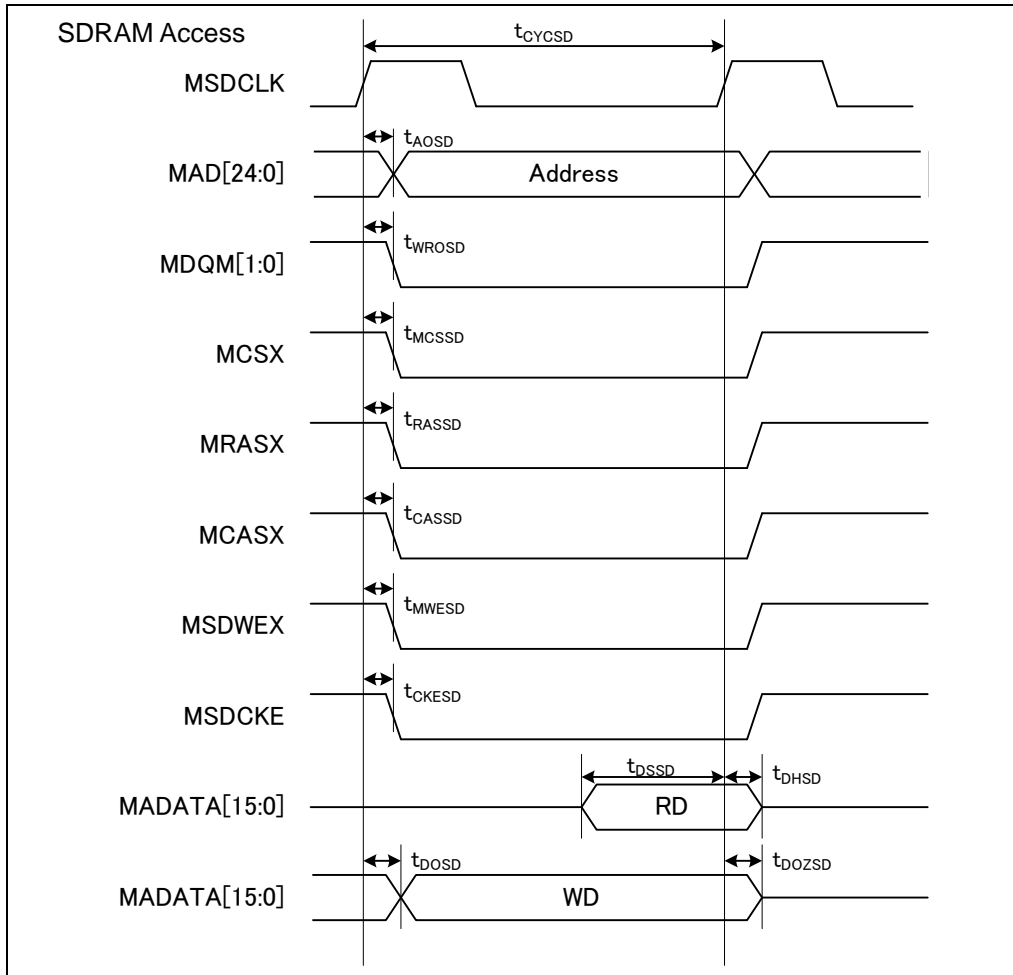 SDRAM Access
tCYCSD
MSDCLK
tAOSD
MAD[24:0]
Address
tWROSD
MDQM[1:0]
tMCSSD
MCSX
tRASSD
MRASX
tCASSD
MCASX
tMWESD
MSDWEX
tCKESD
MSDCKE
tDSSD
tDHSD
MADATA[15:0]
RD
tDOSD
tDOZSD
MADATA[15:0]
WD